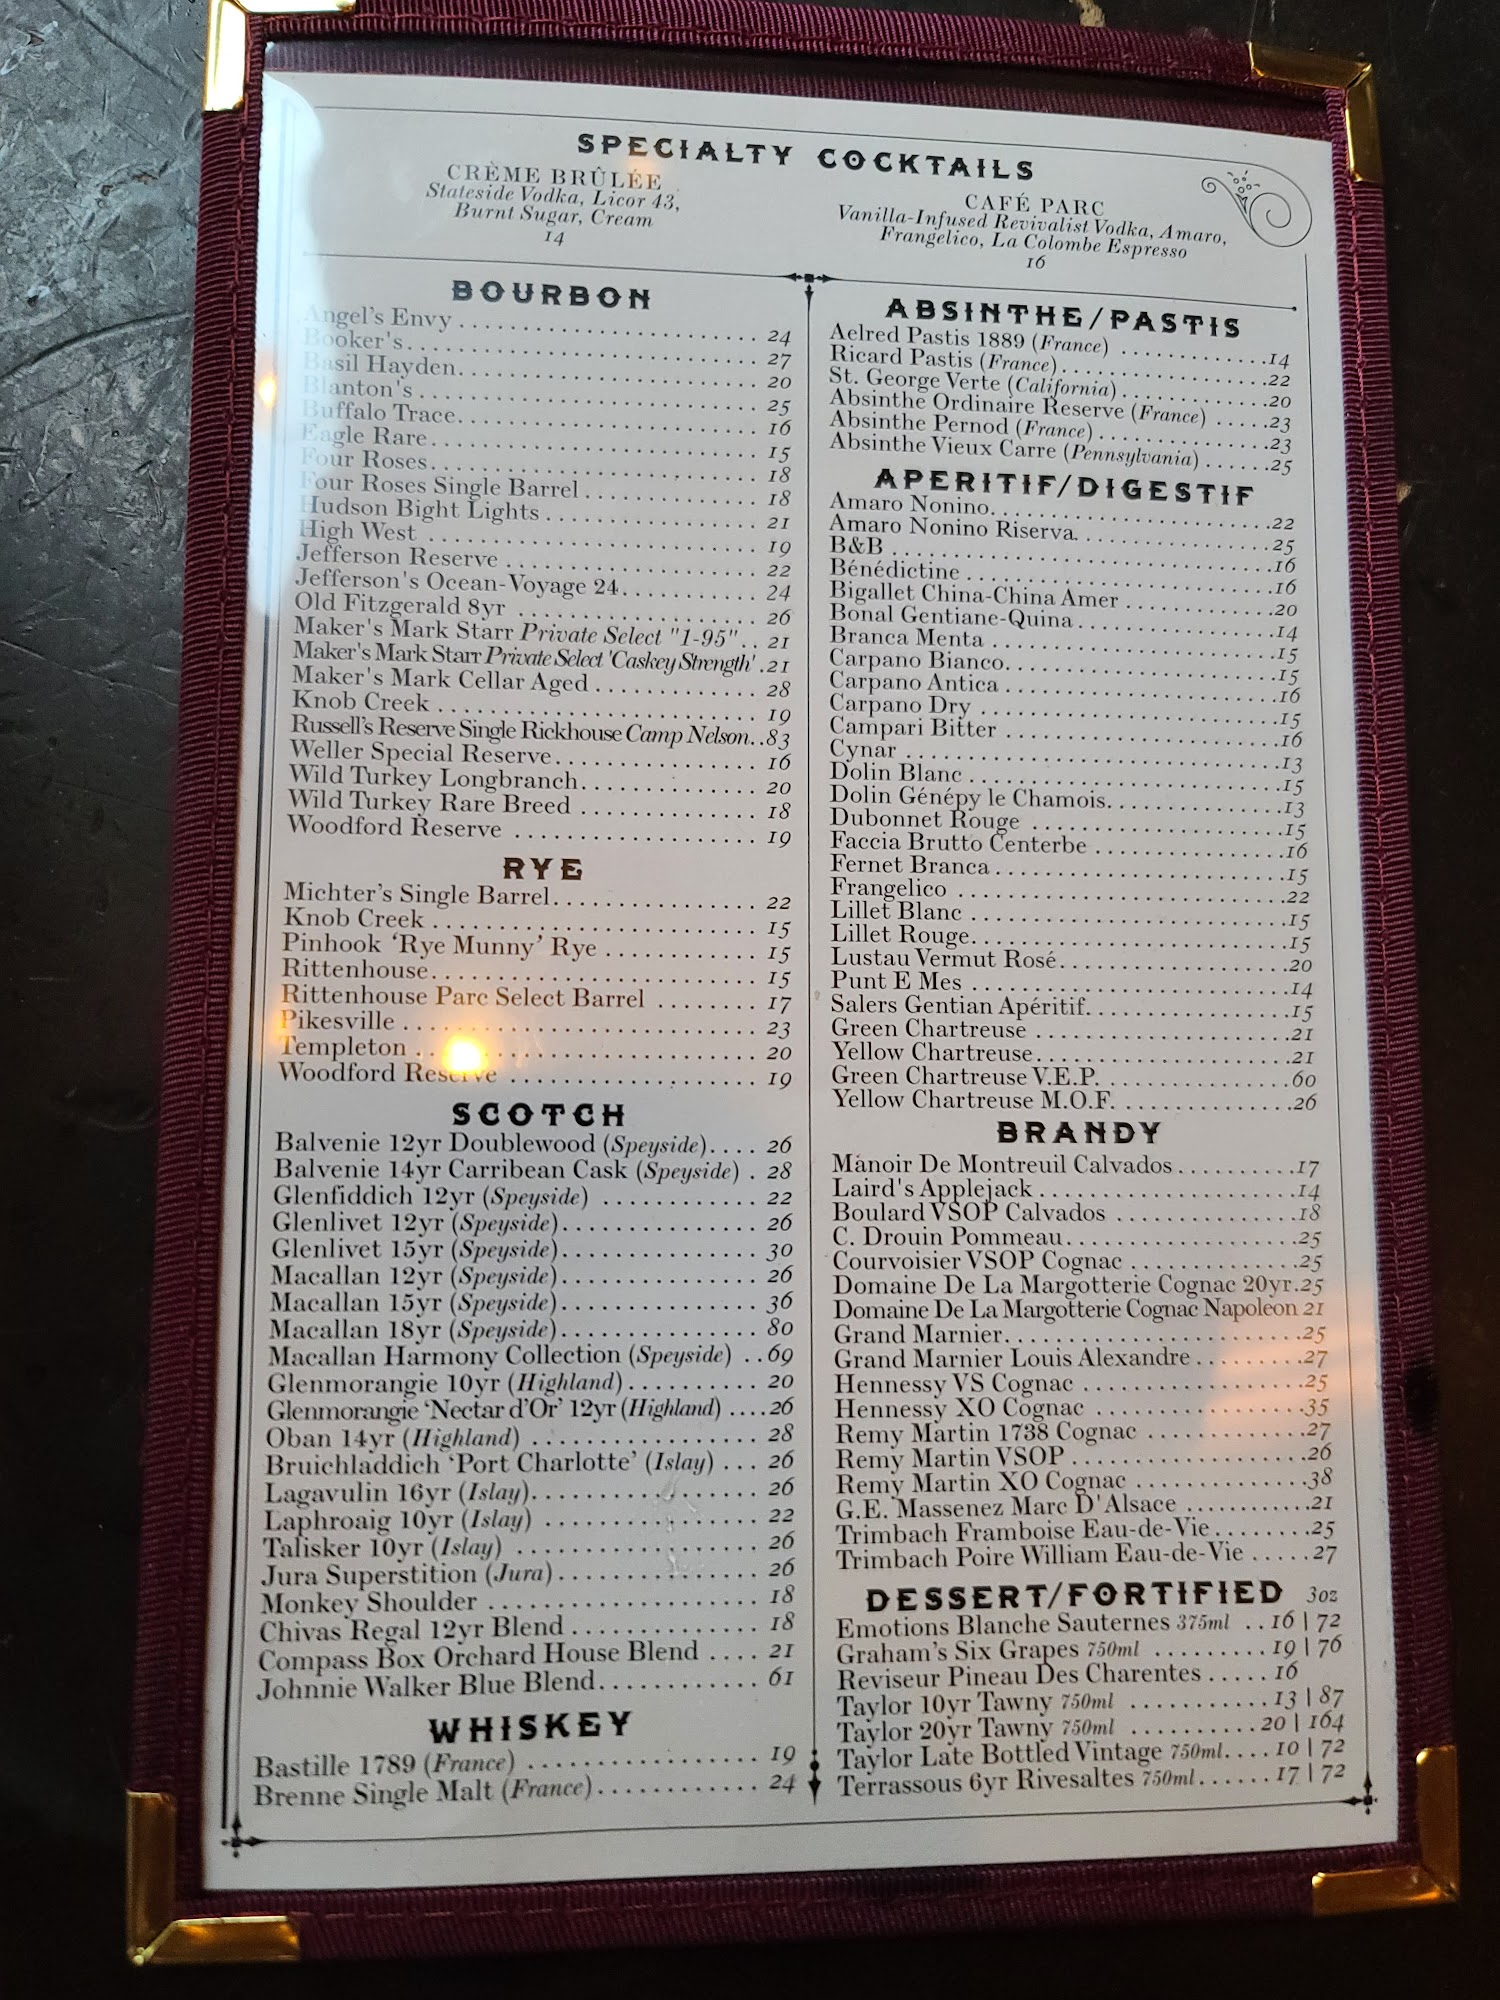 SPECIALTY COCKTAILS
CRÈME BRÛLÉE
Stateside Vodka, Licor 43,
Burnt Sugar, Cream
14
CAFÉ PARC
Vanilla-Infused Revivalist Vodka, Amaro,
Frangelico, La Colombe Espresso
16
BOURBON
Angel's Envy 24
Booker's 27
Basil Hayden 20
Blanton's 25
Buffalo Trace 16
Eagle Rare 15
Four Roses 18
Four Roses Single Barrel 18
Hudson Bight Lights 21
High West 19
Jefferson Reserve 22
Jefferson's Ocean-Voyage 24 24
Old Fitzgerald 8yr 26
Maker's Mark Starr Private Select "1-95" 21
Maker's Mark Starr Private Select 'Caskey Strength' 21
Maker's Mark Cellar Aged 28
Knob Creek 19
Russell's Reserve Single Rickhouse Camp Nelson 83
Weller Special Reserve 16
Wild Turkey Longbranch 20
Wild Turkey Rare Breed 18
Woodford Reserve 19
RYE
Michter's Single Barrel 22
Knob Creek 15
Pinhook 'Rye Munny' Rye 15
Rittenhouse 15
Rittenhouse Parc Select Barrel 17
Pikesville 23
Templeton 20
Woodford Reserve 19
SCOTCH
Balvenie 12yr Doublewood (Speyside) 26
Balvenie 14yr Carribean Cask (Speyside) 28
Glenfiddich 12yr (Speyside) 22
Glenlivet 12yr (Speyside) 26
Glenlivet 15yr (Speyside) 30
Macallan 12yr (Speyside) 26
Macallan 15yr (Speyside) 36
Macallan 18yr (Speyside) 80
Macallan Harmony Collection (Speyside) 69
Glenmorangie 10yr (Highland) 20
Glenmorangie 'Nectar d'Or' 12yr (Highland) 26
Oban 14yr (Highland) 28
Bruichladdich 'Port Charlotte' (Islay) 26
Lagavulin 16yr (Islay) 26
Laphroaig 10yr (Islay) 22
Talisker 10yr (Islay) 26
Jura Superstition (Jura) 26
Monkey Shoulder 18
Chivas Regal 12yr Blend 18
Compass Box Orchard House Blend 21
Johnnie Walker Blue Blend 61
WHISKEY
Bastille 1789 (France) 19
Brenne Single Malt (France) 24
ABSINTHE/PASTIS
Aelred Pastis 1889 (France) 14
Ricard Pastis (France) 22
St. George Verte (California) 20
Absinthe Ordinaire Reserve (France) 23
Absinthe Pernod (France) 23
Absinthe Vieux Carre (Pennsylvania) 25
APERITIF/DIGESTIF
Amaro Nonino 22
Amaro Nonino Riserva 25
B&B 16
Bénédictine 16
Bigallet China-China Amer 20
Bonal Gentiane-Quina 14
Branca Menta 15
Carpano Bianco 15
Carpano Antica 16
Carpano Dry 15
Campari Bitter 16
Cynar 13
Dolin Blanc 15
Dolin Génépy le Chamois 13
Dubonnet Rouge 15
Faccia Brutto Centerbe 16
Fernet Branca 15
Frangelico 22
Lillet Blanc 15
Lillet Rouge 15
Lustau Vermut Rosé 20
Punt E Mes 14
Salers Gentian Apéritif 15
Green Chartreuse 21
Yellow Chartreuse 21
Green Chartreuse V.E.P. 60
Yellow Chartreuse M.O.F. 26
BRANDY
Manoir De Montreuil Calvados 17
Laird's Applejack 14
Boulard VSOP Calvados 18
C. Drouin Pommeau 25
Courvoisier VSOP Cognac 25
Domaine De La Margotterie Cognac 20yr 25
Domaine De La Margotterie Cognac Napoleon 21
Grand Marnier 25
Grand Marnier Louis Alexandre 27
Hennessy VS Cognac 25
Hennessy XO Cognac 35
Remy Martin 1738 Cognac 27
Remy Martin VSOP 26
Remy Martin XO Cognac 38
G.E. Massenez Marc D'Alsace 21
Trimbach Framboise Eau-de-Vie 25
Trimbach Poire William Eau-de-Vie 27
DESSERT/FORTIFIED 3oz
Emotions Blanche Sauternes 375ml 16 | 72
Graham's Six Grapes 750ml 19 | 76
Reviseur Pineau Des Charentes 16
Taylor 10yr Tawny 750ml 13 | 87
Taylor 20yr Tawny 750ml 20 | 164
Taylor Late Bottled Vintage 750ml 10 | 72
Terrassous 6yr Rivesaltes 750ml 17 | 72